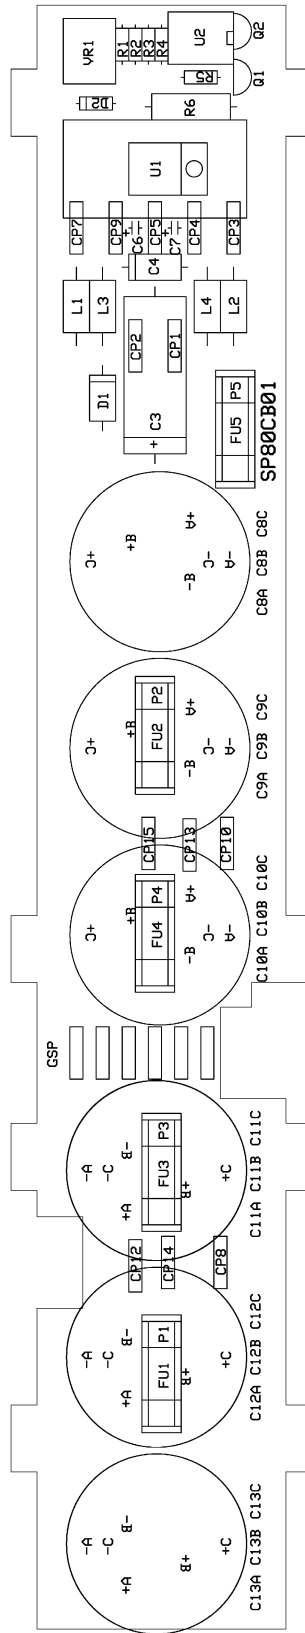 VR1
R1
R2
R3
R4
U2
Q2
Q1
R5
D2
R6
U1
CP7
CP9
+
C6
CP5
+
C7
CP4
CP3
C4
L1
L3
L4
L2
CP2
CP1
C3
+
D1
P5
FU5
SP80CB01
C+
+B
A+
-B
C-
A-
C8A C8B C8C
P2
FU2
C+
+B
A+
-B
C-
A-
C9A C9B C9C
CP15
CP13
CP10
P4
FU4
C+
+B
A+
-B
C-
A-
C10A C10B C10C
GSP
P3
FU3
-A
-C
B-
+A
B+
+C
C11A C11B C11C
CP12
CP14
CP8
P1
FU1
-A
-C
B-
+A
B+
+C
C12A C12B C12C
-A
-C
B-
+A
B+
+C
C13A C13B C13C